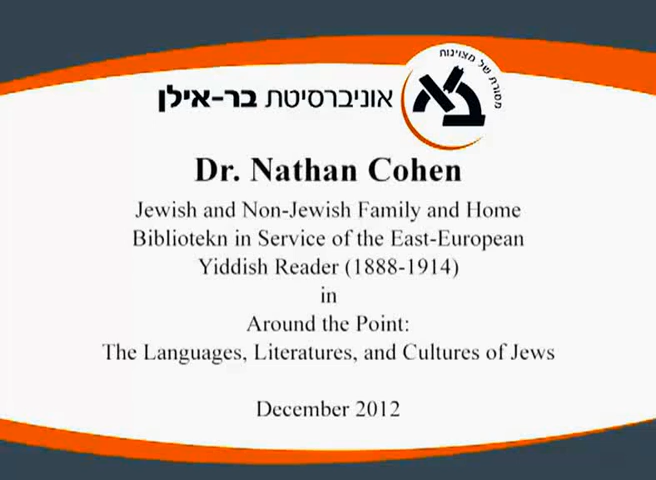 מסורת של מצוינות
אוניברסיטת בר-אילן
בא
Dr. Nathan Cohen
Jewish and Non-Jewish Family and Home
Bibliotekn in Service of the East-European
Yiddish Reader (1888-1914)
in
Around the Point:
The Languages, Literatures, and Cultures of Jews
December 2012